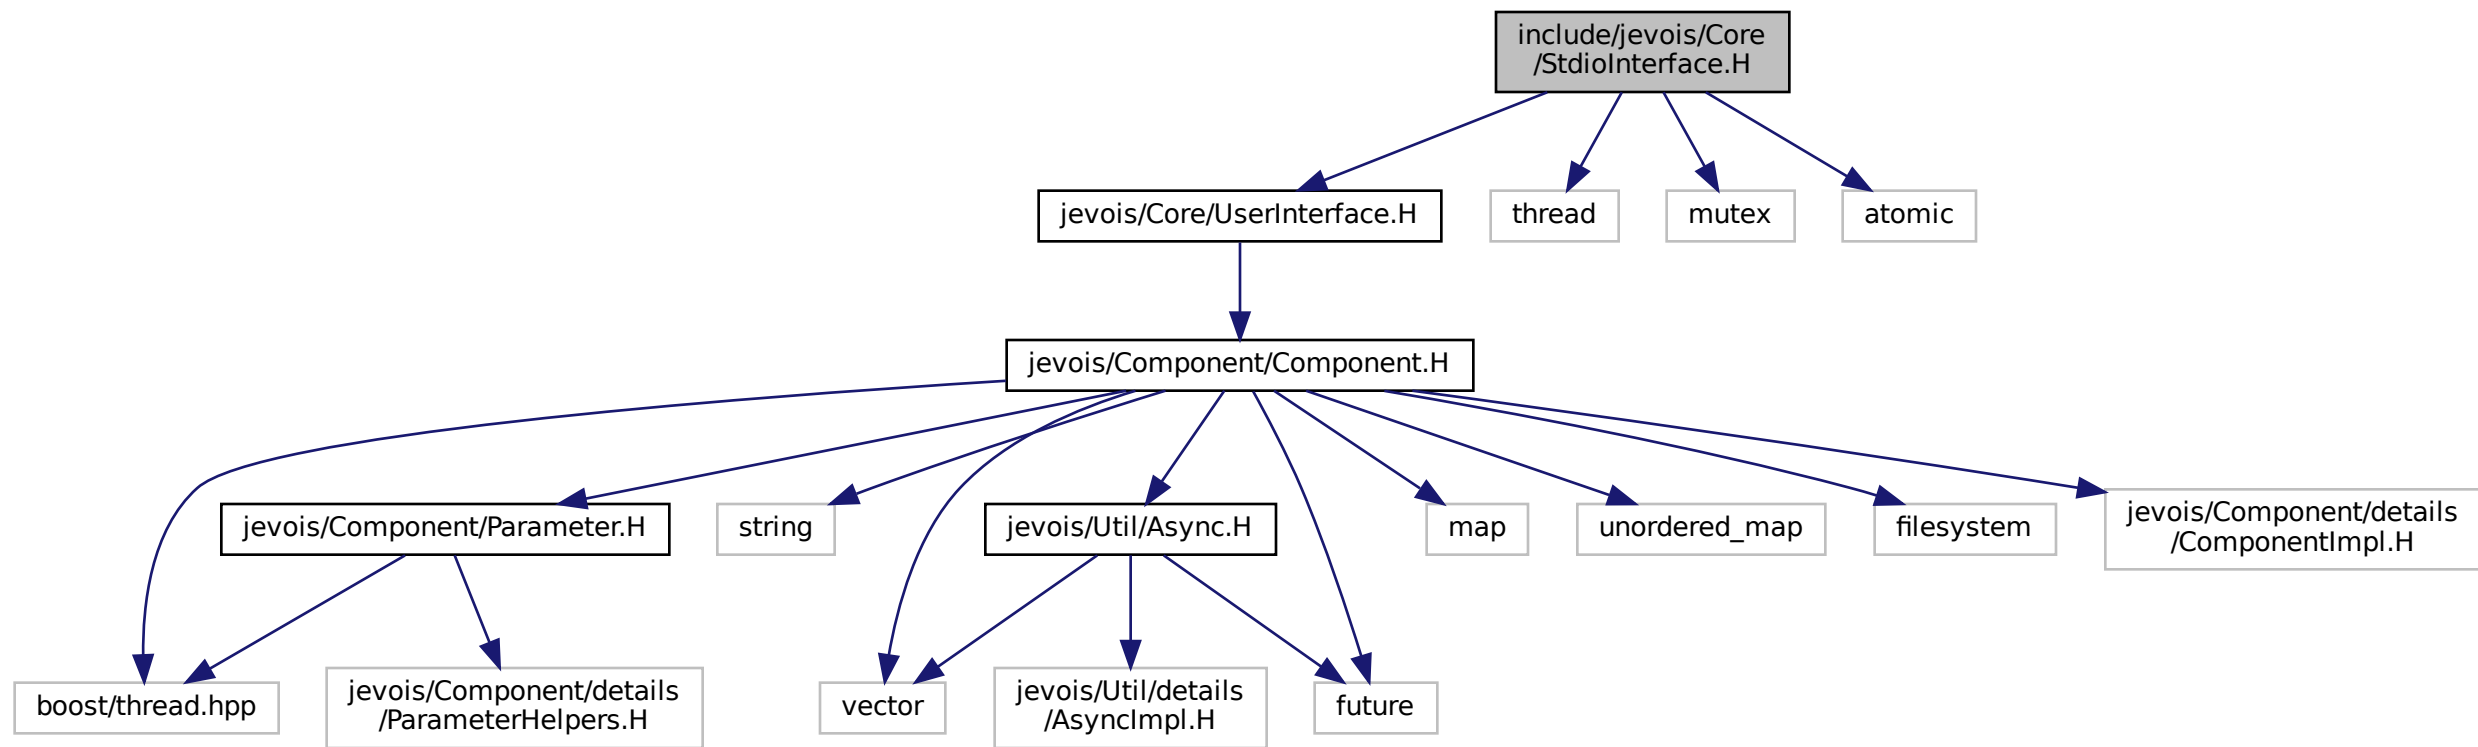 include/jevois/Core
/StdioInterface.H
jevois/Core/UserInterface.H
thread
mutex
atomic
jevois/Component/Component.H
jevois/Component/Parameter.H
string
jevois/Util/Async.H
map
unordered_map
filesystem
jevois/Component/details
/ComponentImpl.H
boost/thread.hpp
jevois/Component/details
/ParameterHelpers.H
vector
jevois/Util/details
/AsyncImpl.H
future